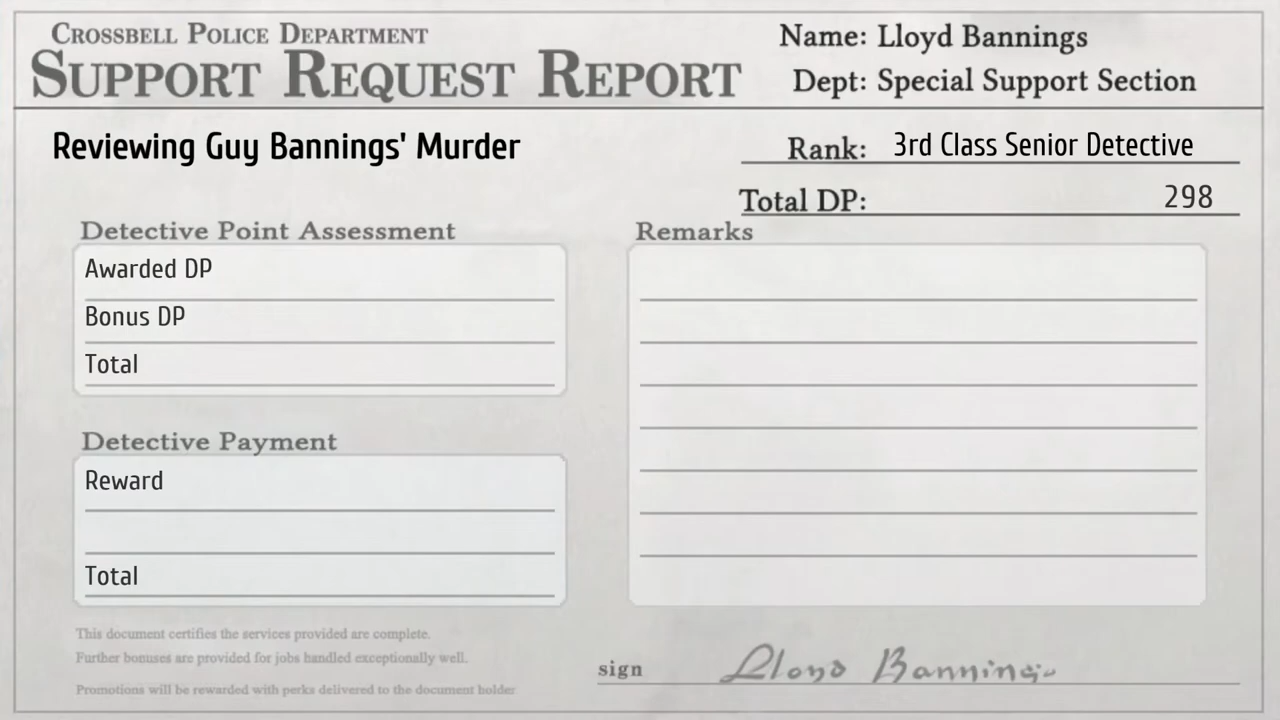 CROSSBELL POLICE DEPARTMENT
SUPPORT REQUEST REPORT
Name: Lloyd Bannings
Dept: Special Support Section
Reviewing Guy Bannings' Murder
Rank: 3rd Class Senior Detective
Total DP: 298
Detective Point Assessment
Awarded DP
Bonus DP
Total
Remarks
Detective Payment
Reward
Total
This document certifies the services provided are complete.
Further bonuses are provided for jobs handled exceptionally well.
Promotions will be rewarded with perks delivered to the document holder
sign Lloyd Bannings